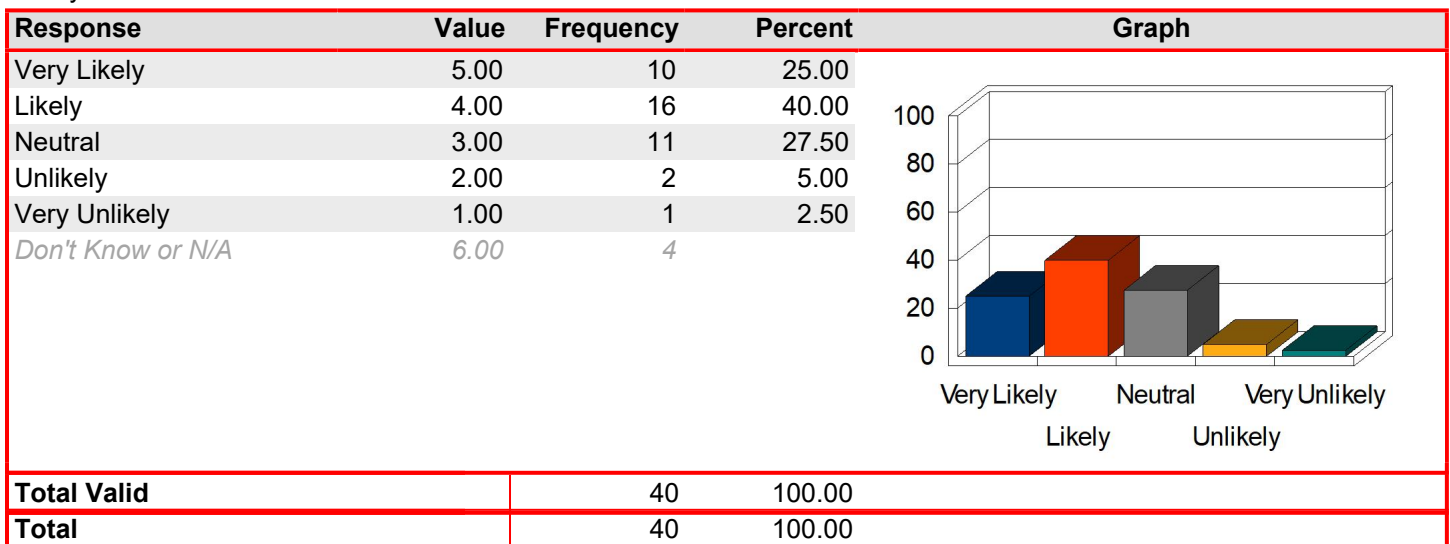 Response Value Frequency Percent Graph
Very Likely 5.00 10 25.00
Likely 4.00 16 40.00
Neutral 3.00 11 27.50
Unlikely 2.00 2 5.00
Very Unlikely 1.00 1 2.50
Don't Know or N/A 6.00 4
100
80
60
40
20
0
Very Likely Neutral Very Unlikely
Likely Unlikely
Total Valid 40 100.00
Total 40 100.00